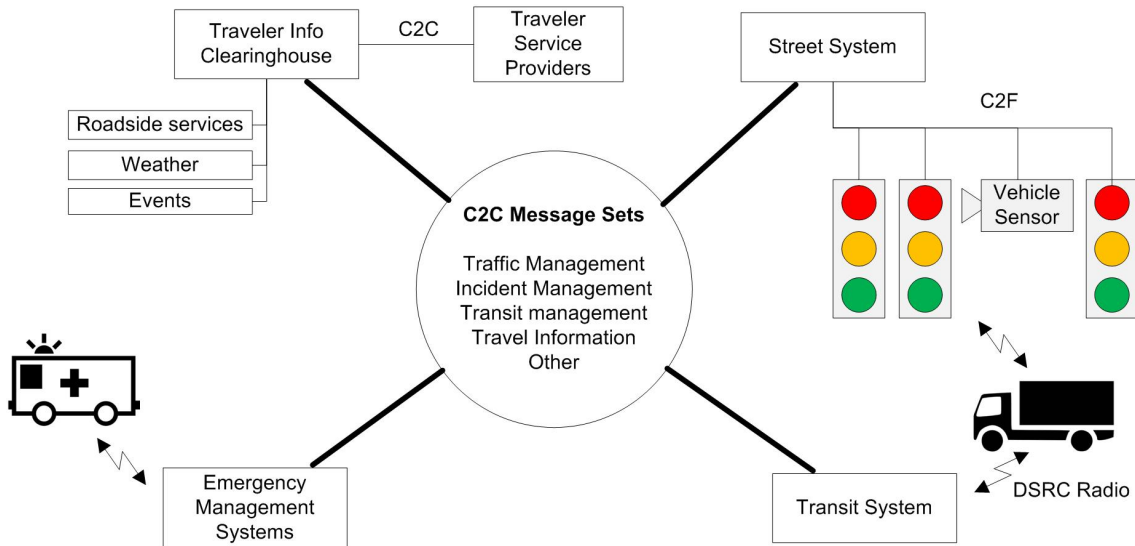 Traveler Info
Clearinghouse
C2C
Traveler
Service
Providers
Street System
C2F
Roadside services
Weather
Events
Vehicle
Sensor
C2C Message Sets
Traffic Management
Incident Management
Transit management
Travel Information
Other
Emergency
Management
Systems
Transit System
DSRC Radio